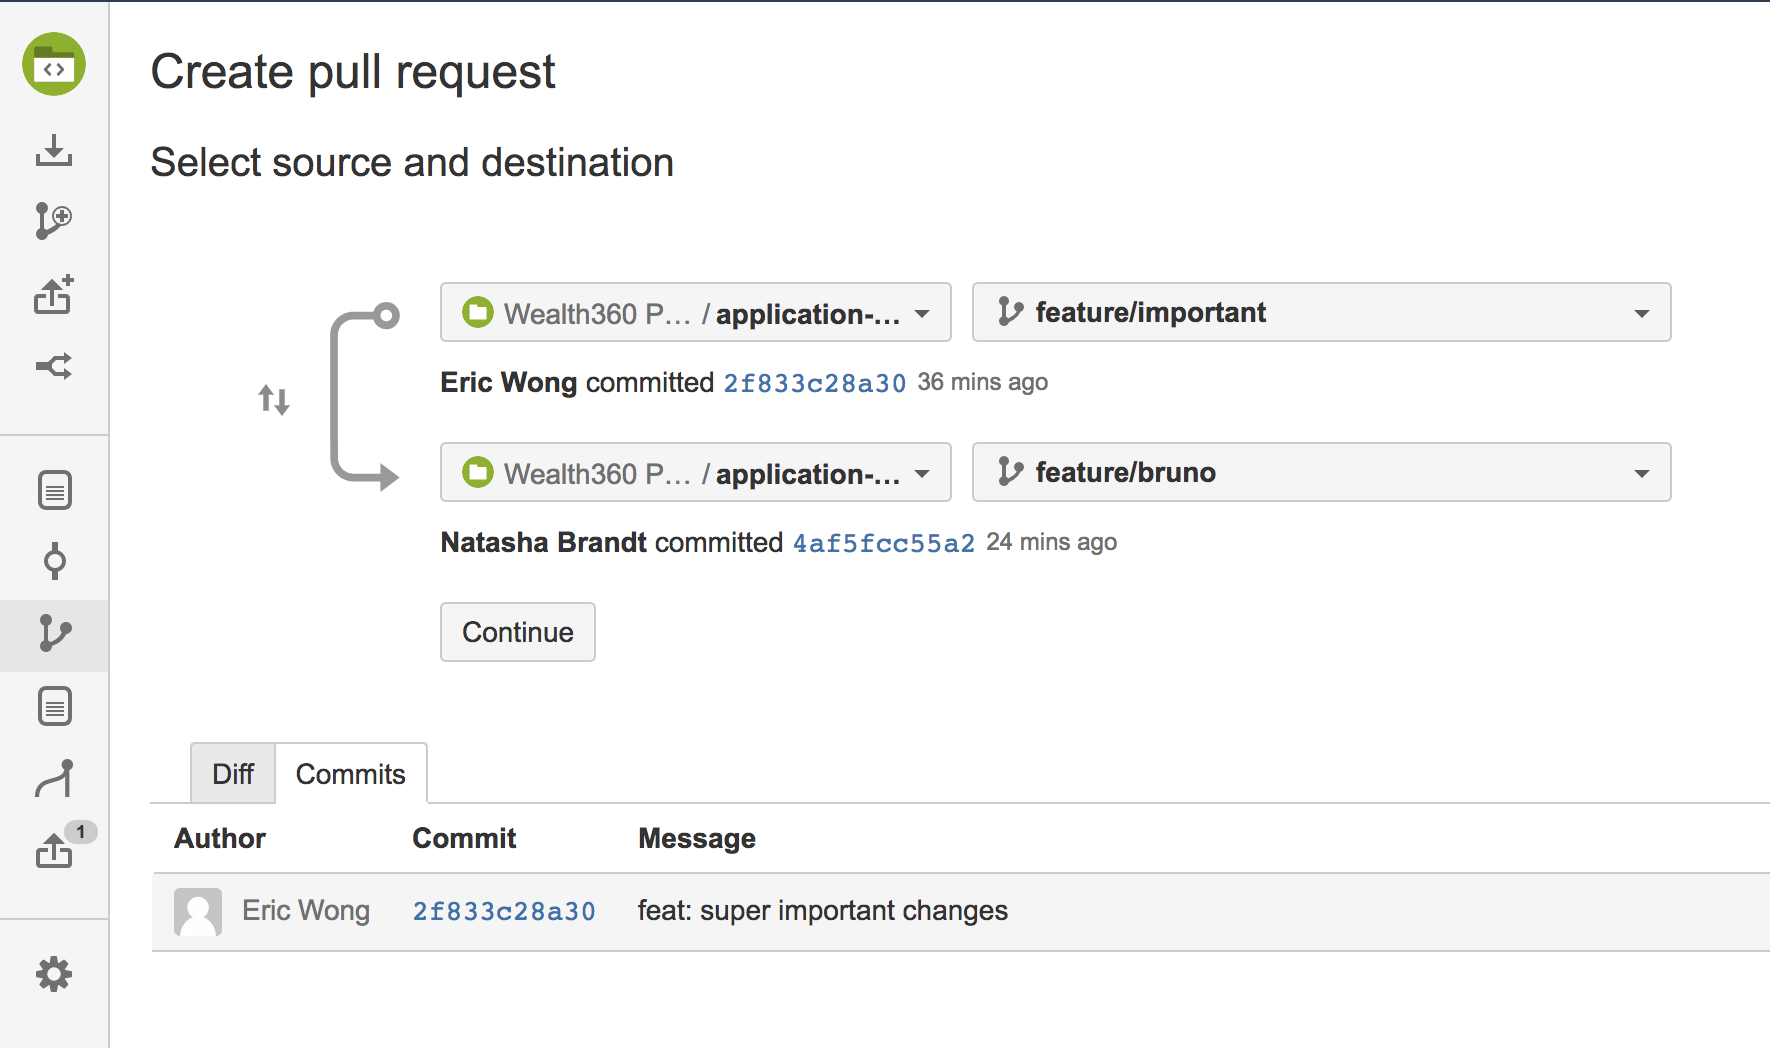 Create pull request
Select source and destination
Wealth360 P... / application-... feature/important
Eric Wong committed 2f833c28a30 36 mins ago
Wealth360 P... / application-... feature/bruno
Natasha Brandt committed 4af5fcc55a2 24 mins ago
Continue
Diff Commits
1
Author Commit Message
Eric Wong 2f833c28a30 feat: super important changes